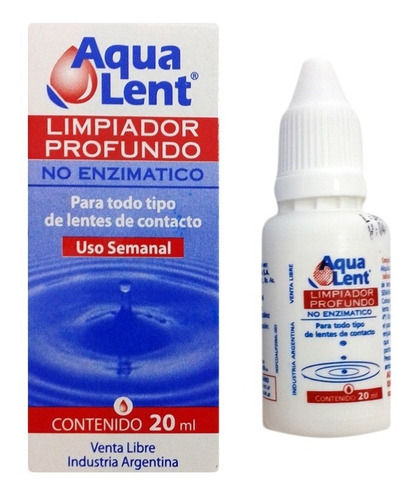 Aqua
Lent®
LIMPIADOR
PROFUNDO
NO ENZIMATICO
Para todo tipo
de lentes de contacto
Uso Semanal
CONTENIDO 20 ml
Venta Libre
Industria Argentina
Aqua
Lent
LIMPIADOR
PROFUNDO
NO ENZIMATICO
Para todo tipo
de lentes de contacto
CONTENIDO 20 ml
INDUSTRIA ARGENTINA
VENTA LIBRE